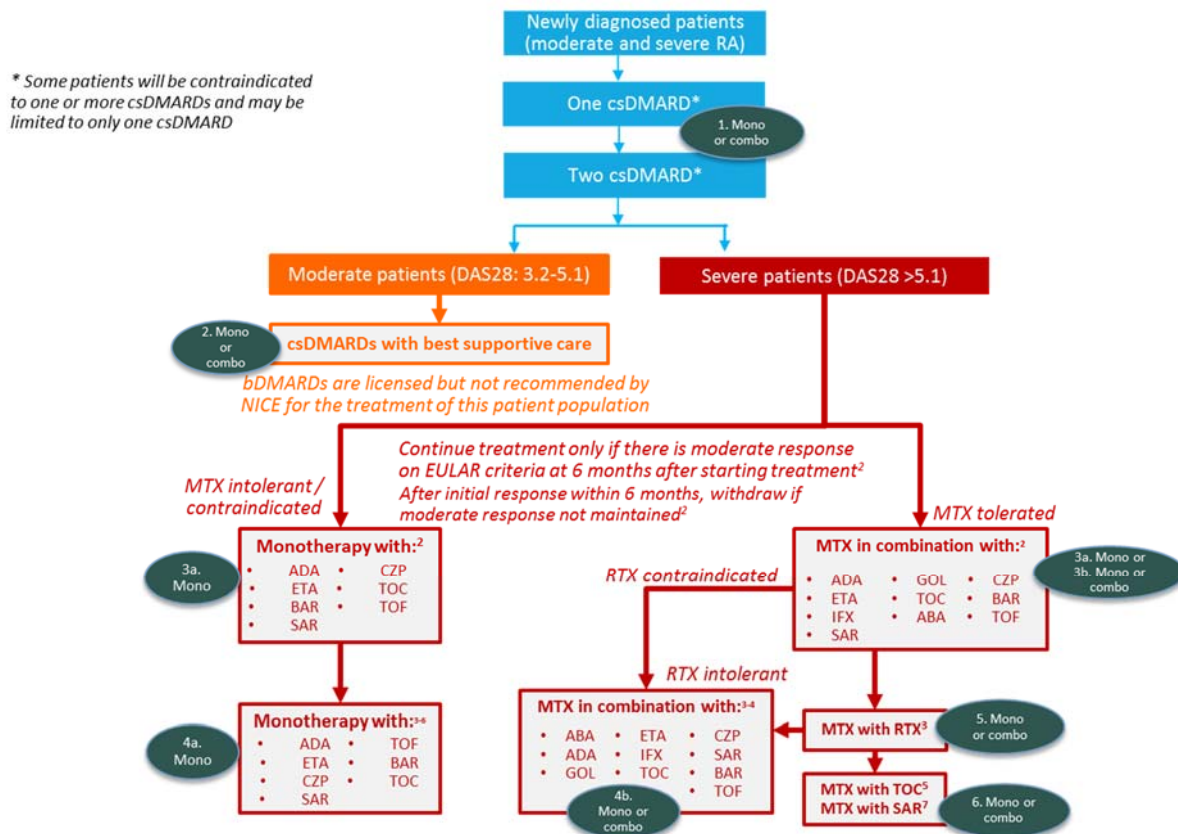 Newly diagnosed patients
(moderate and severe RA)
* Some patients will be contraindicated
to one or more csDMARDs and may be
limited to only one csDMARD
One csDMARD*
1. Mono
or combo
Two csDMARD*
Moderate patients (DAS28: 3.2-5.1)
Severe patients (DAS28 >5.1)
2. Mono
or
combo
csDMARDs with best supportive care
bDMARDs are licensed but not recommended by
NICE for the treatment of this patient population
Continue treatment only if there is moderate response
on EULAR criteria at 6 months after starting treatment²
After initial response within 6 months, withdraw if
moderate response not maintained²
MTX intolerant /
contraindicated
MTX tolerated
3a.
Mono
Monotherapy with:²
• ADA • CZP
• ETA • TOC
• BAR • TOF
• SAR
RTX contraindicated
MTX in combination with:²
• ADA • GOL • CZP
• ETA • TOC • BAR
• IFX • ABA • TOF
• SAR
3a. Mono or
3b. Mono or
combo
RTX intolerant
4a.
Mono
Monotherapy with:³⁻⁶
• ADA • TOF
• ETA • BAR
• CZP • TOC
• SAR
MTX in combination with:³⁻⁴
• ABA • ETA • CZP
• ADA • IFX • SAR
• GOL • TOC • BAR
• TOF
4b.
Mono or
combo
MTX with RTX³
5. Mono
or combo
MTX with TOC⁵
MTX with SAR⁷
6. Mono or
combo